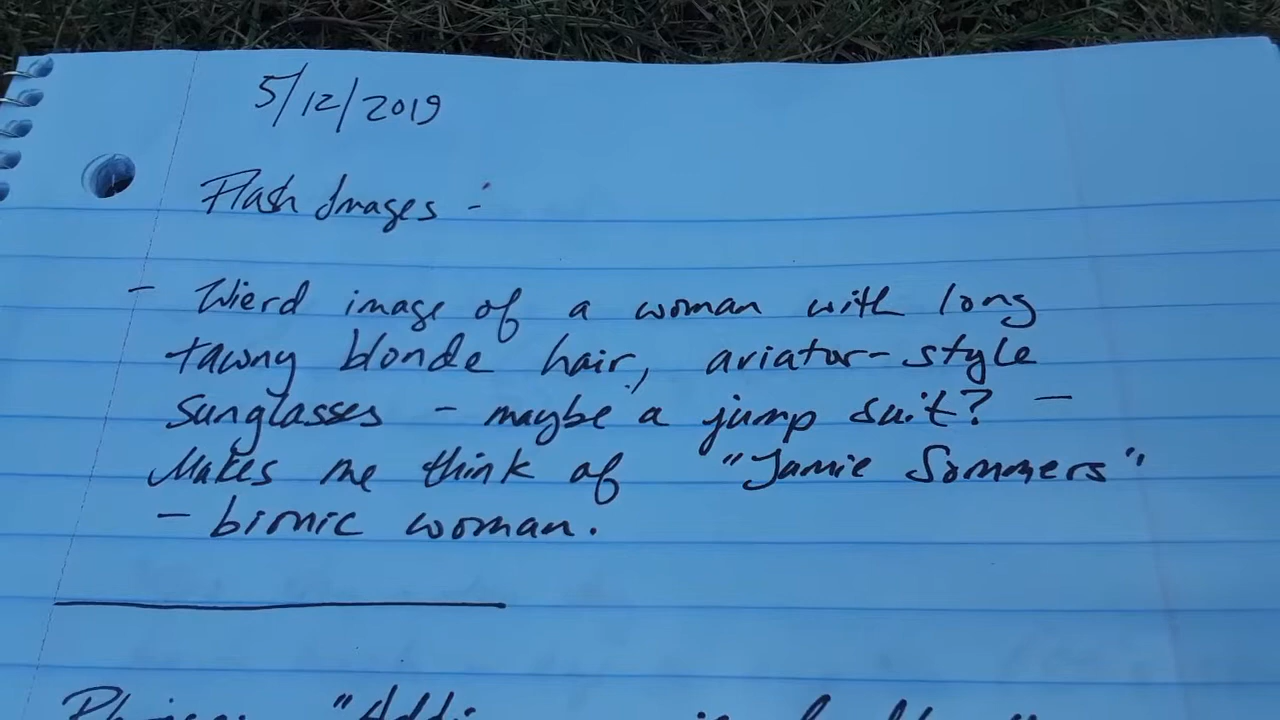 5/12/2019
Flash Images :
- Wierd image of a woman with long
tawny blonde hair, aviator-style
sunglasses - maybe a jump suit? -
Makes me think of "Jamie Sommers"
- bionic woman.